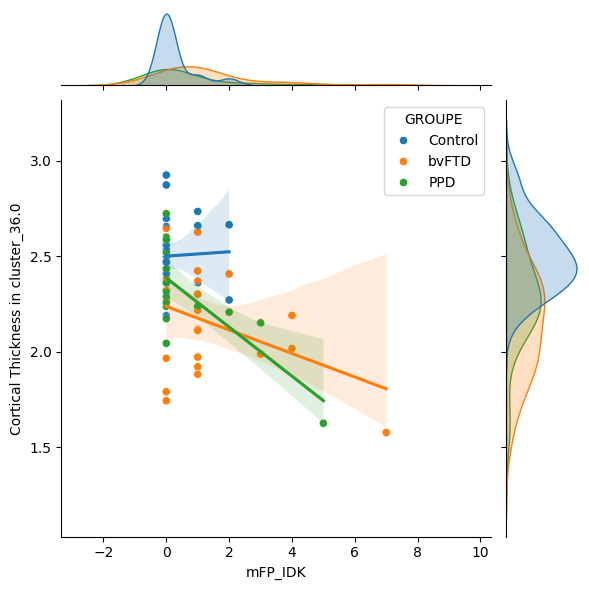 GROUPE
Control
bvFTD
PPD
3.0
2.5
2.0
1.5
Cortical Thickness in cluster_36.0
−2 0 2 4 6 8 10
mFP_IDK